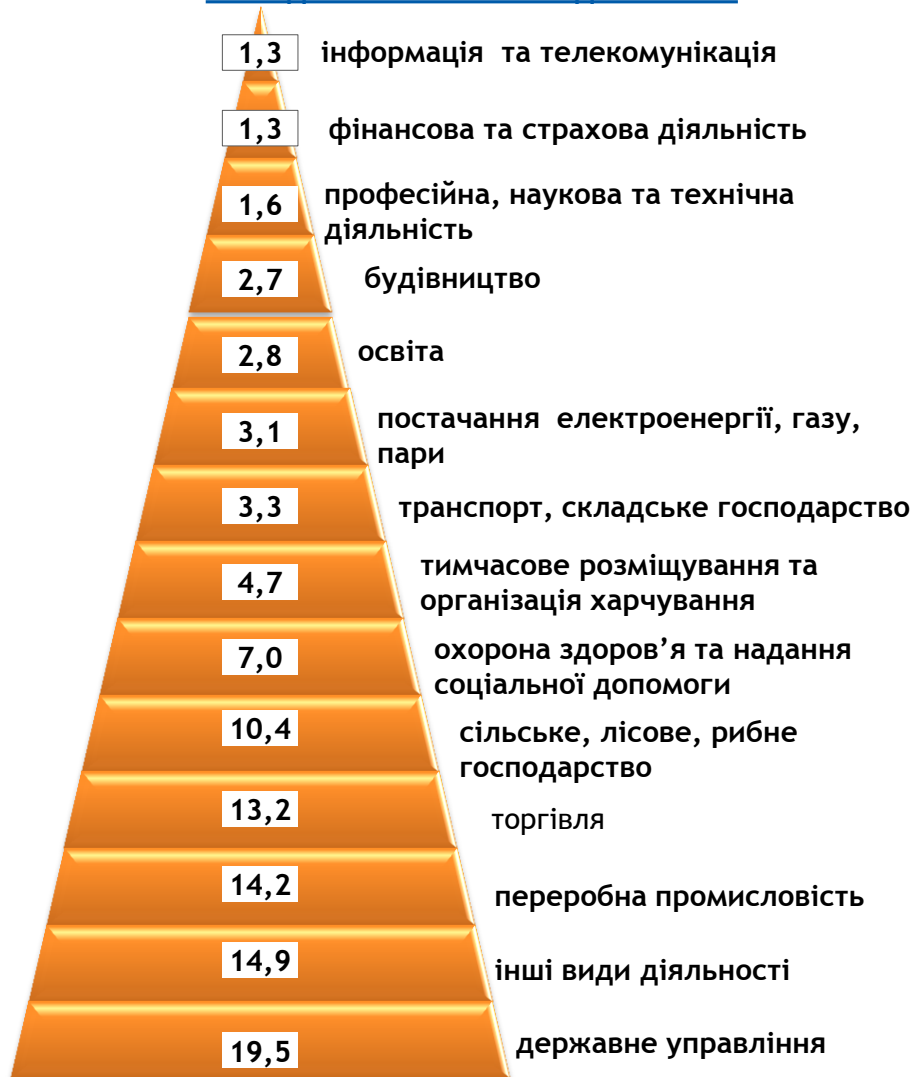 1,3 інформація та телекомунікація
1,3 фінансова та страхова діяльність
1,6 професійна, наукова та технічна
діяльність
2,7 будівництво
2,8 освіта
3,1 постачання електроенергії, газу,
пари
3,3 транспорт, складське господарство
4,7 тимчасове розміщування та
організація харчування
7,0 охорона здоров’я та надання
соціальної допомоги
10,4 сільське, лісове, рибне
господарство
13,2 торгівля
14,2 переробна промисловість
14,9 інші види діяльності
19,5 державне управління